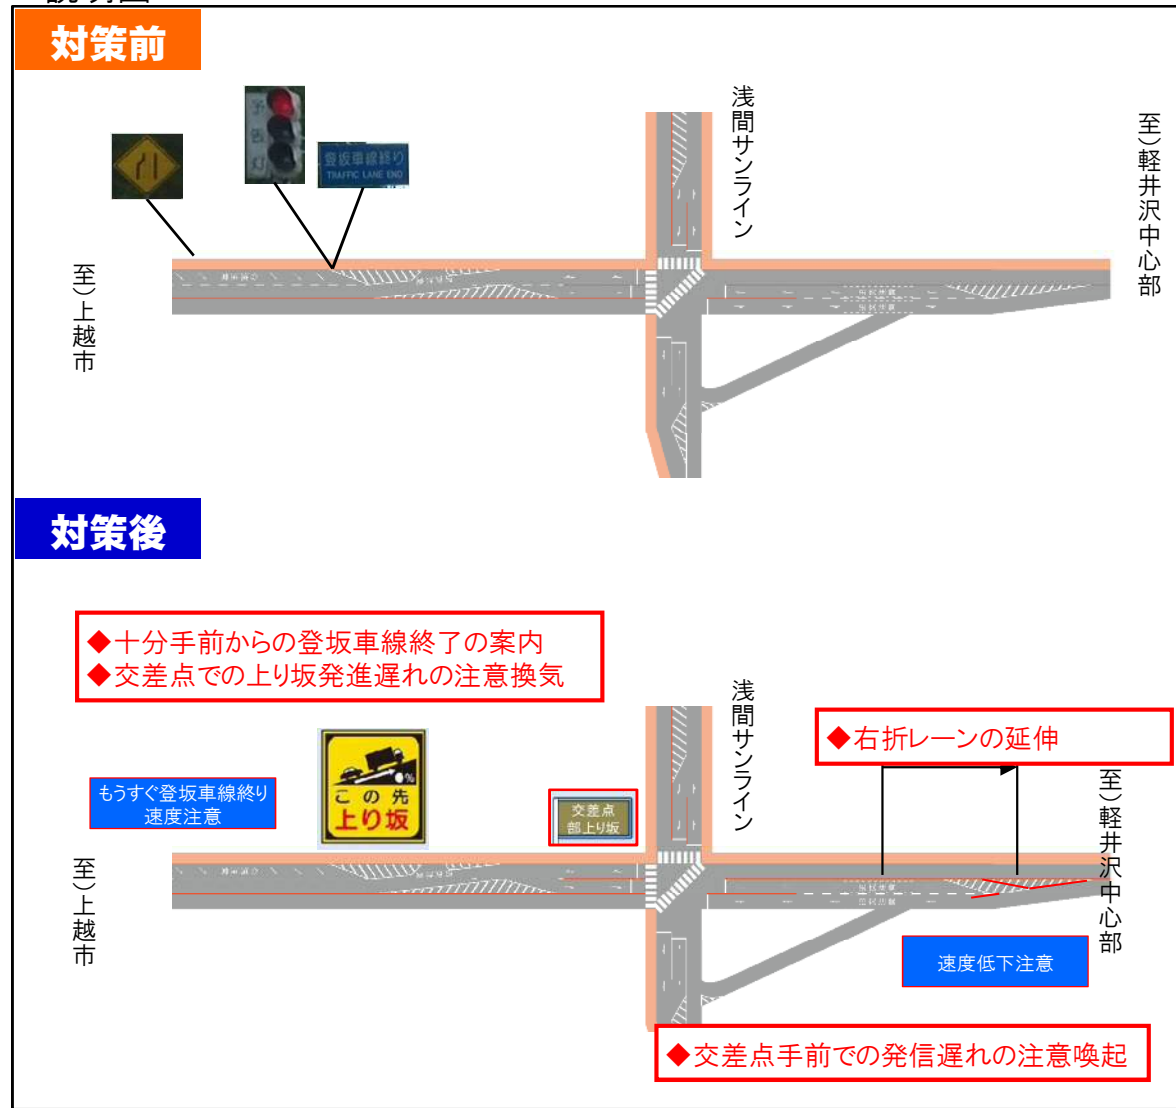 対策前
予告灯
登坂車線終り
TRAFFIC LANE END
浅間サンライン
至）軽井沢中心部
至）上越市
対策後
◆十分手前からの登坂車線終了の案内
◆交差点での上り坂発進遅れの注意換気
浅間サンライン
◆右折レーンの延伸
もうすぐ登坂車線終り
速度注意
%
この先
上り坂
交差点
部上り坂
至）軽井沢中心部
至）上越市
速度低下注意
◆交差点手前での発信遅れの注意喚起